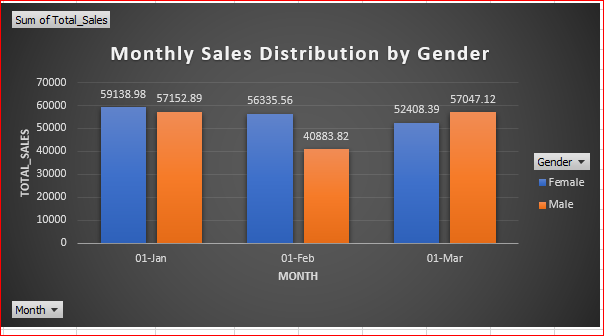 Sum of Total_Sales
Monthly Sales Distribution by Gender
70000
60000
50000
40000
30000
20000
10000
0
TOTAL_SALES
59138.98
57152.89
56335.56
40883.82
52408.39
57047.12
01-Jan
01-Feb
01-Mar
MONTH
Gender
Female
Male
Month